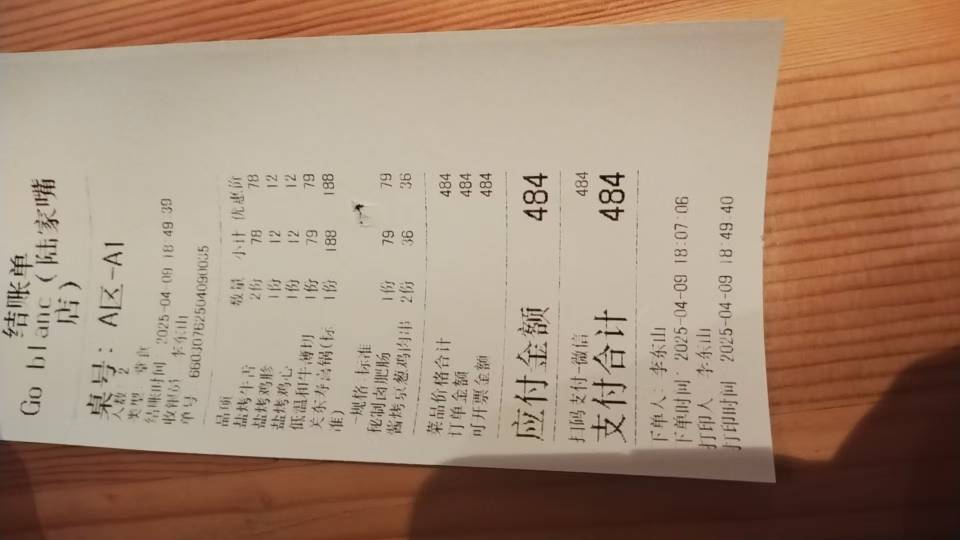 结账单
Go blanc（陆家嘴
店）
桌号：A区-A1
人数 2
类型 堂食
结账时间 2025-04-09 18:49:39
收银员 李东山
单号 660307625040900​35
品项 数量 小计 优惠价
盐烤牛舌 2份 78 78
盐烤鸡胗 1份 12 12
盐烤鸡心 1份 12 12
低温和牛薄切 1份 79 79
关东寿喜锅(标 1份 188 188
准)
-规格 标准
秘制卤肥肠 1份 79 79
酱烤京葱鸡肉串 2份 36 36
菜品价格合计 484
订单金额 484
可开票金额 484
应付金额 484
扫码支付-微信 484
支付合计 484
下单人：李东山
下单时间：2025-04-09 18:07:06
打印人 李东山
打印时间 2025-04-09 18:49:40